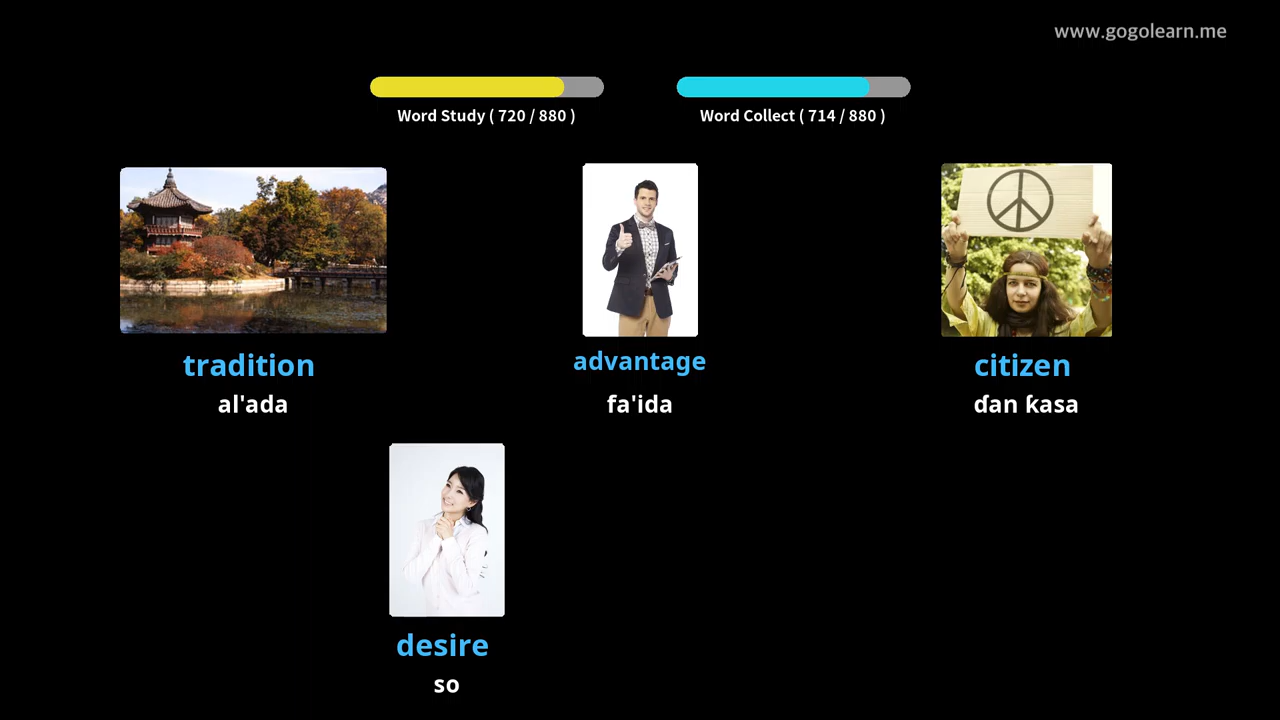 www.gogolearn.me
Word Study ( 720 / 880 )
Word Collect ( 714 / 880 )
tradition
al'ada
advantage
fa'ida
citizen
ɗan ƙasa
desire
so